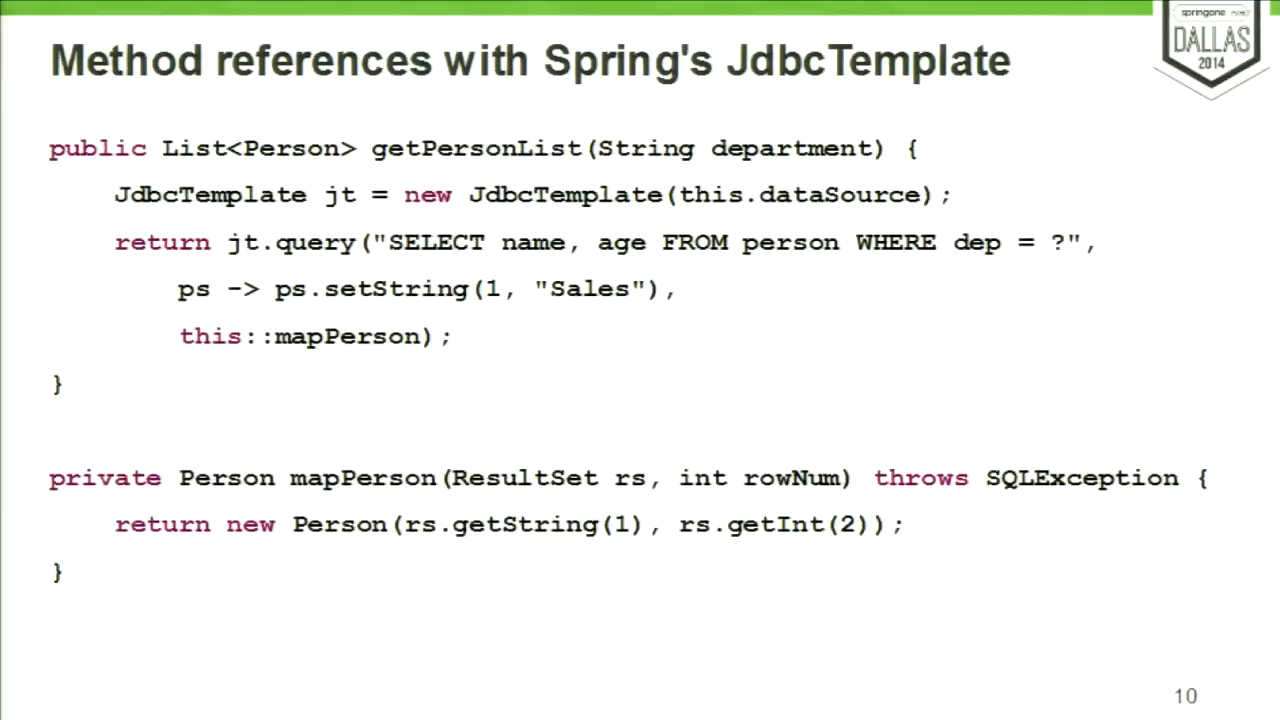 Method references with Spring's JdbcTemplate
springone
DALLAS
2014
public List<Person> getPersonList(String department) {
JdbcTemplate jt = new JdbcTemplate(this.dataSource);
return jt.query("SELECT name, age FROM person WHERE dep = ?",
ps -> ps.setString(1, "Sales"),
this::mapPerson);
}
private Person mapPerson(ResultSet rs, int rowNum) throws SQLException {
return new Person(rs.getString(1), rs.getInt(2));
}
10